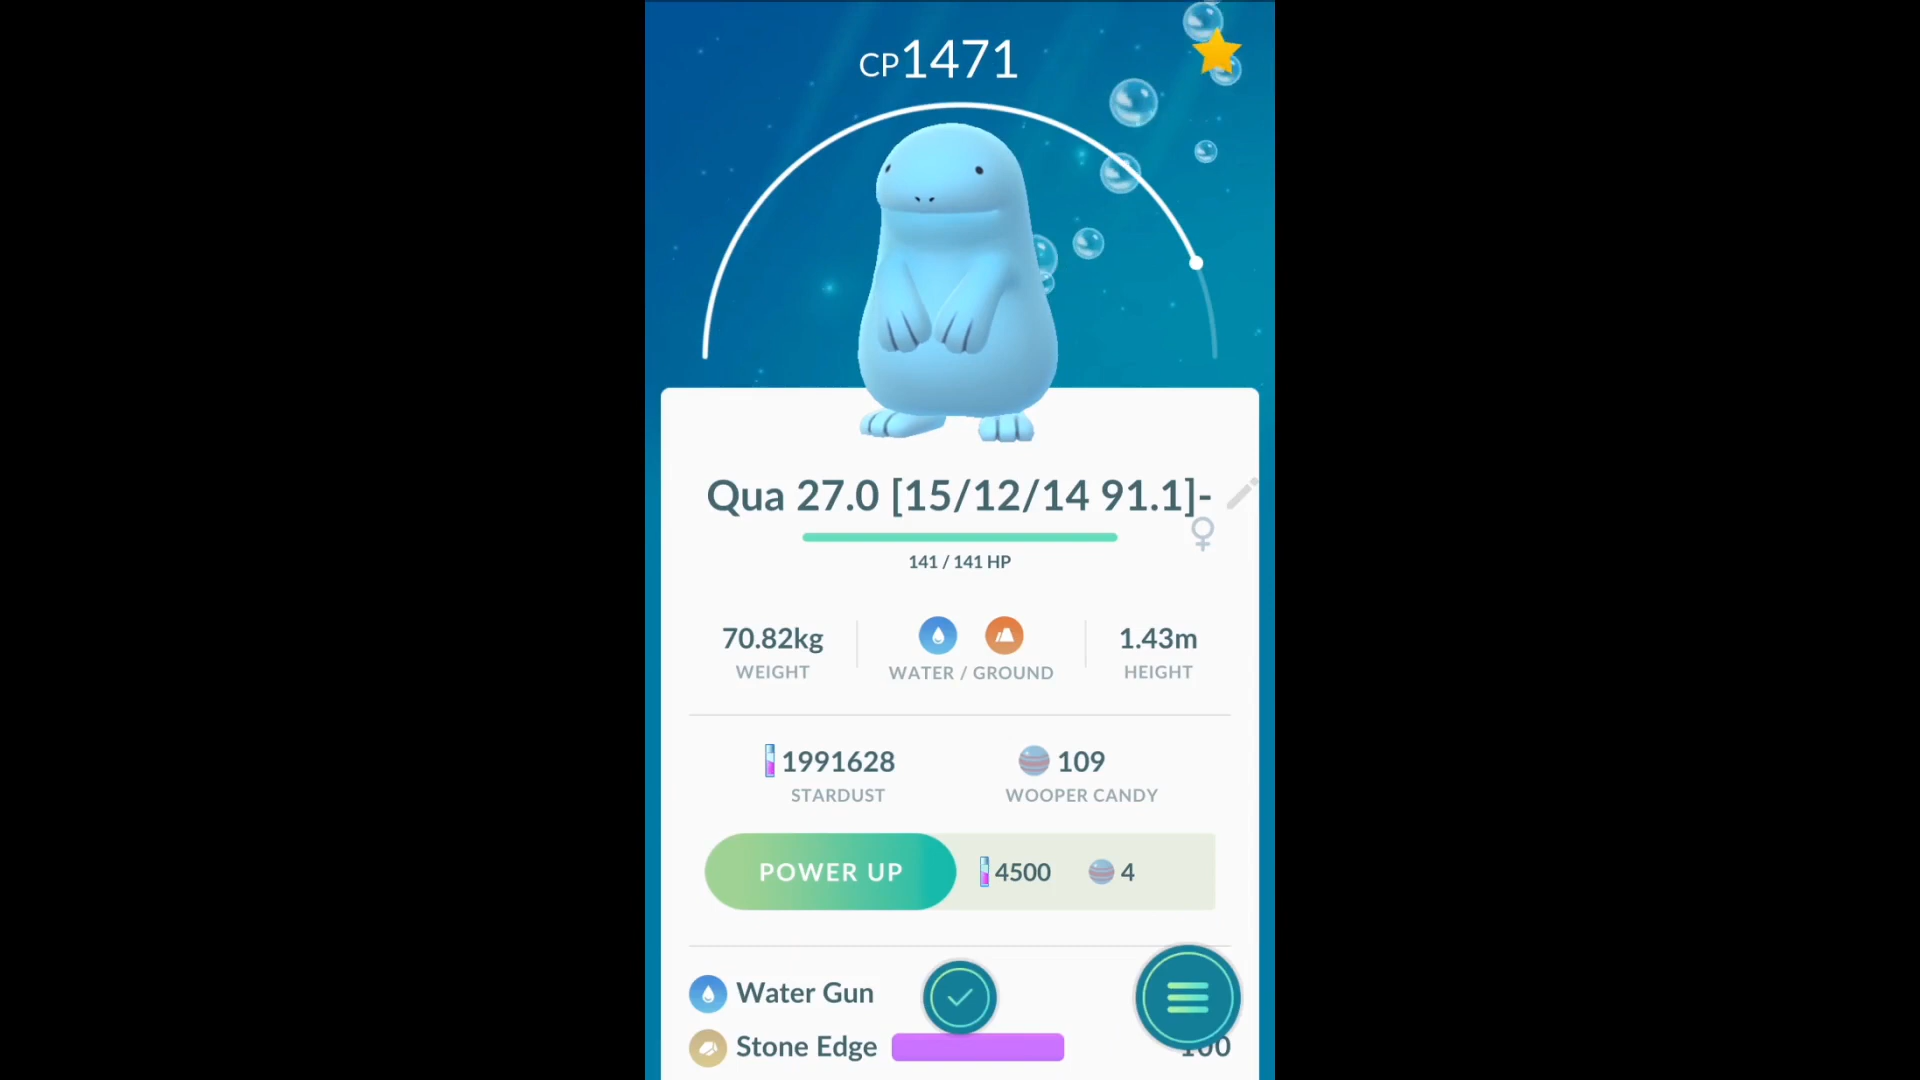 CP1471
Qua 27.0 [15/12/14 91.1]-
141 / 141 HP
70.82kg
WEIGHT
WATER / GROUND
1.43m
HEIGHT
1991628
STARDUST
109
WOOPER CANDY
POWER UP
4500
4
Water Gun
Stone Edge
100